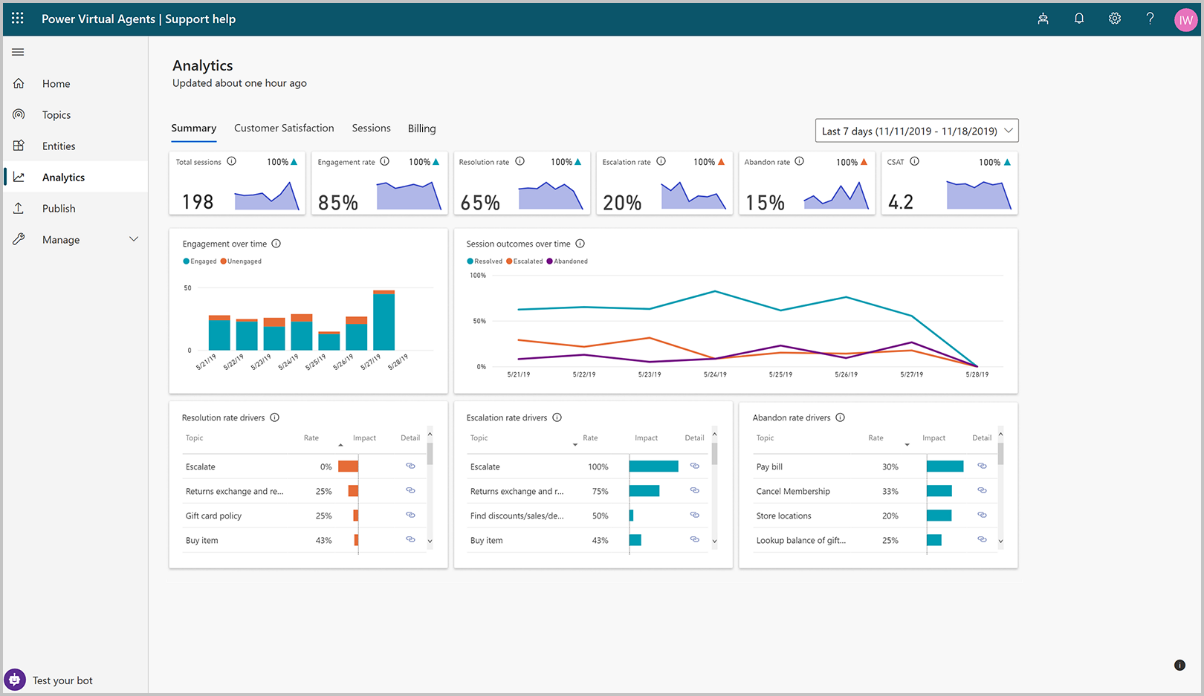 Power Virtual Agents | Support help
IW
Home
Topics
Entities
Analytics
Publish
Manage
Test your bot
Analytics
Updated about one hour ago
Summary Customer Satisfaction Sessions Billing
Last 7 days (11/11/2019 - 11/18/2019)
Total sessions 100%
198
Engagement rate 100%
85%
Resolution rate 100%
65%
Escalation rate 100%
20%
Abandon rate 100%
15%
CSAT 100%
4.2
Engagement over time
Engaged Unengaged
50
0
5/21/19 5/22/19 5/23/19 5/24/19 5/25/19 5/26/19 5/27/19 5/28/19
Session outcomes over time
Resolved Escalated Abandoned
100%
50%
0%
5/21/19 5/22/19 5/23/19 5/24/19 5/25/19 5/26/19 5/27/19 5/28/19
Resolution rate drivers
Topic Rate Impact Detail
Escalate 0%
Returns exchange and re... 25%
Gift card policy 25%
Buy item 43%
Escalation rate drivers
Topic Rate Impact Detail
Escalate 100%
Returns exchange and r... 75%
Find discounts/sales/de... 50%
Buy item 43%
Abandon rate drivers
Topic Rate Impact Detail
Pay bill 30%
Cancel Membership 33%
Store locations 20%
Lookup balance of gift... 25%